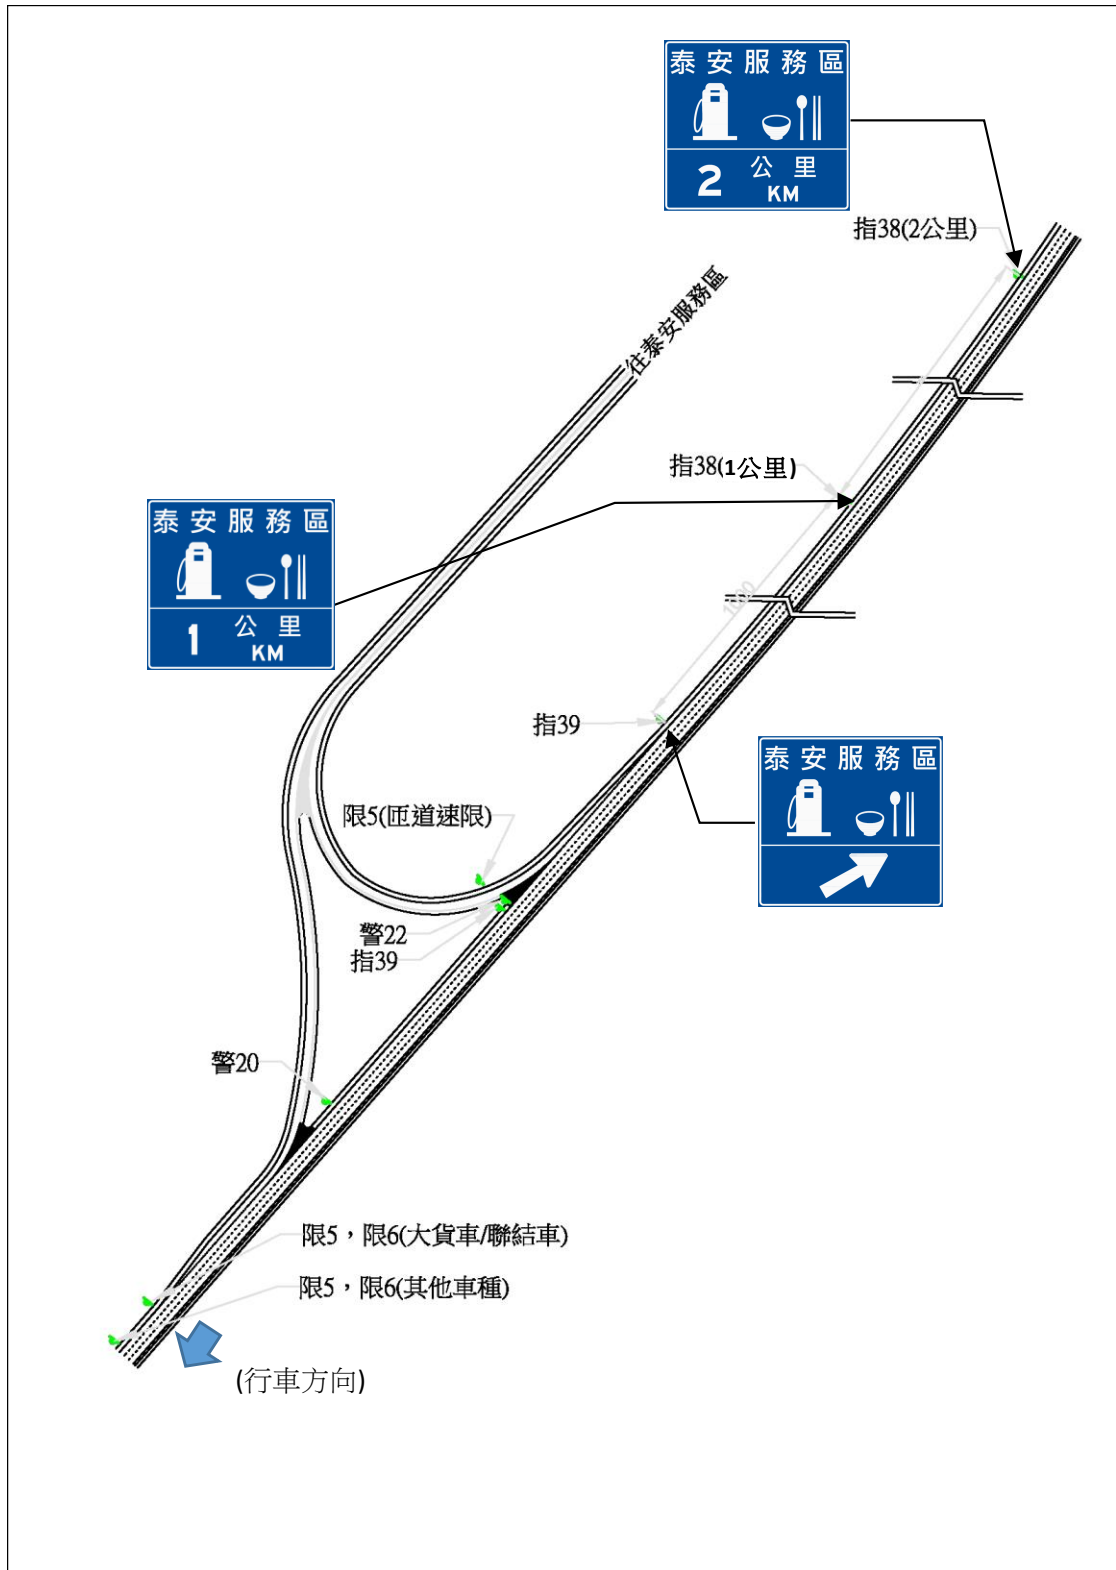 泰安服務區
2 公里
KM
指38(2公里)
往泰安服務區
指38(1公里)
泰安服務區
1 公里
KM
1000
指39
泰安服務區
限5(匝道速限)
警22
指39
警20
限5，限6(大貨車/聯結車)
限5，限6(其他車種)
(行車方向)